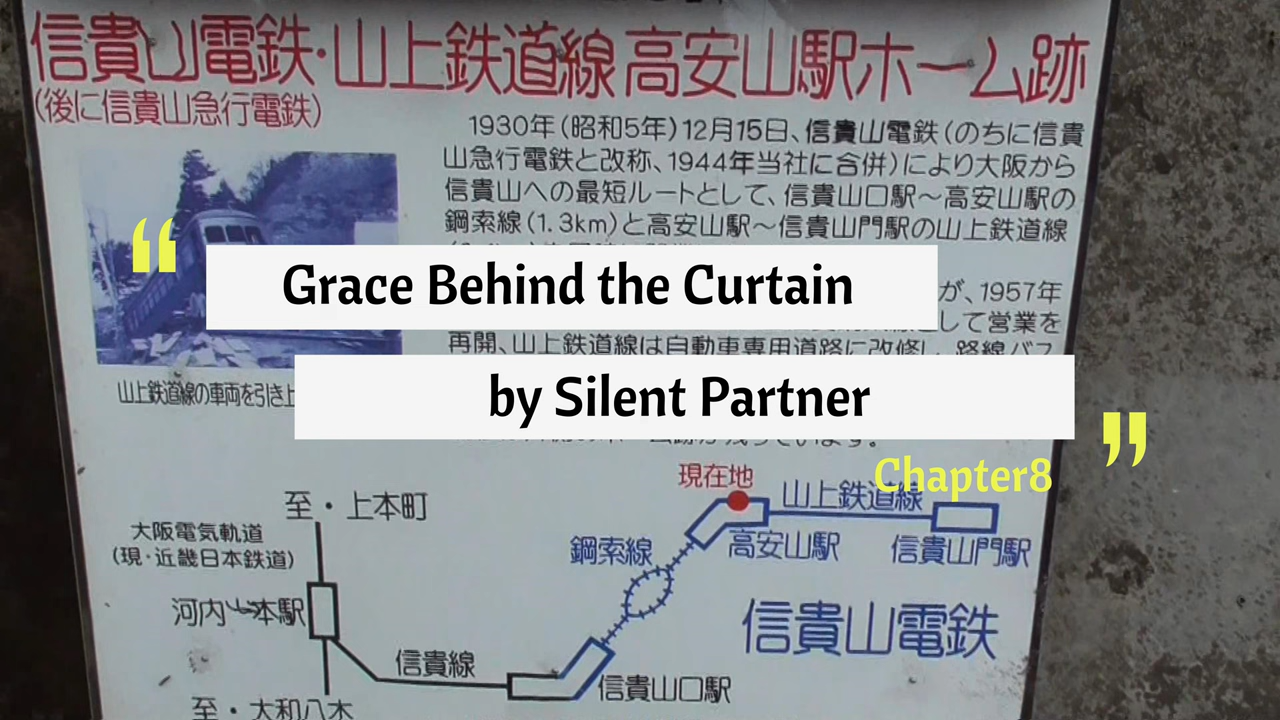 信貴山電鉄・山上鉄道線 高安山駅ホーム跡
(後に信貴山急行電鉄)
1930年(昭和5年)12月15日、信貴山電鉄(のちに信貴
山急行電鉄と改称、1944年当社に合併)により大阪から
信貴山への最短ルートとして、信貴山口駅〜高安山駅の
鋼索線(1.3km)と高安山駅〜信貴山門駅の山上鉄道線
“
Grace Behind the Curtain
が、1957年
して営業を
再開、山上鉄道線は自動車専用道路に改修し、路線バス
山上鉄道線の車両を引き上
by Silent Partner
”
Chapter8
現在地
山上鉄道線
至・上本町
大阪電気軌道
(現・近畿日本鉄道)
鋼索線
高安山駅
信貴山門駅
河内山本駅
信貴山電鉄
信貴線
信貴山口駅
至・大和八木